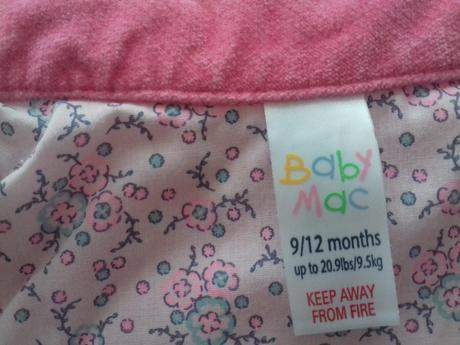 Baby
Mac
9/12 months
up to 20.9lbs/9.5kg
KEEP AWAY
FROM FIRE